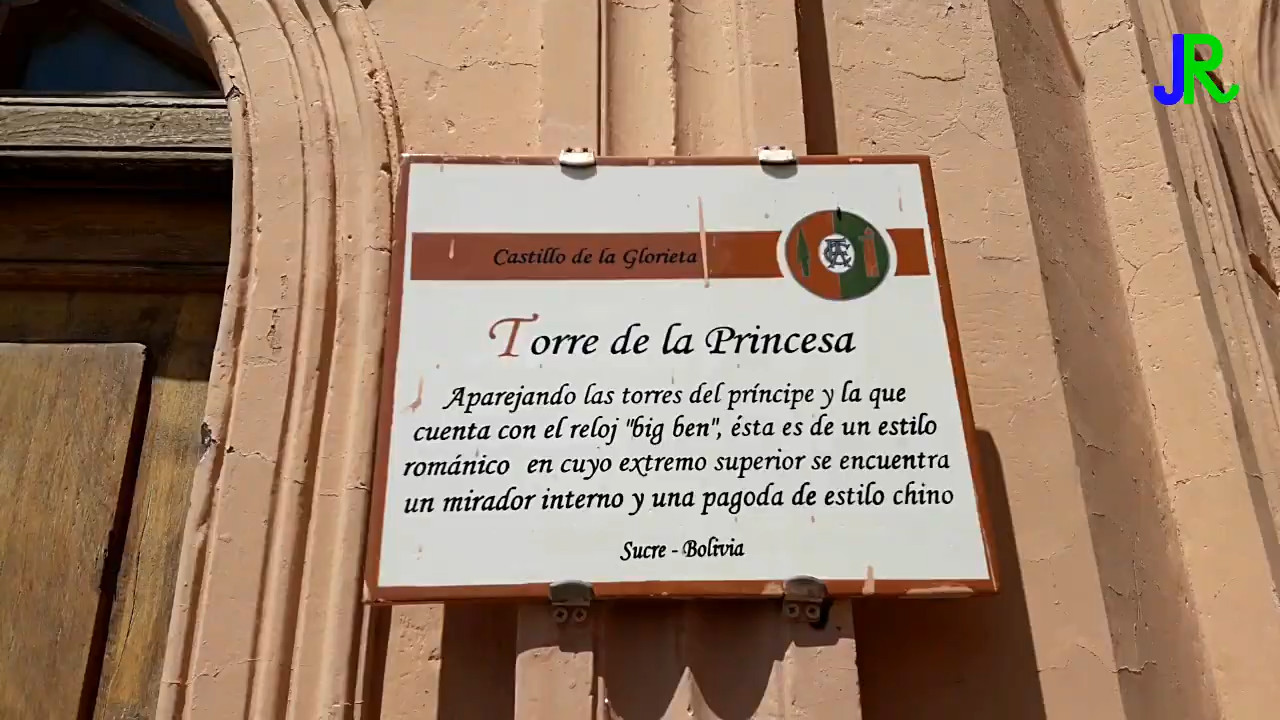 JR
Castillo de la Glorieta
Torre de la Princesa
Aparejando las torres del príncipe y la que
cuenta con el reloj "big ben", ésta es de un estilo
románico en cuyo extremo superior se encuentra
un mirador interno y una pagoda de estilo chino
Sucre - Bolivia